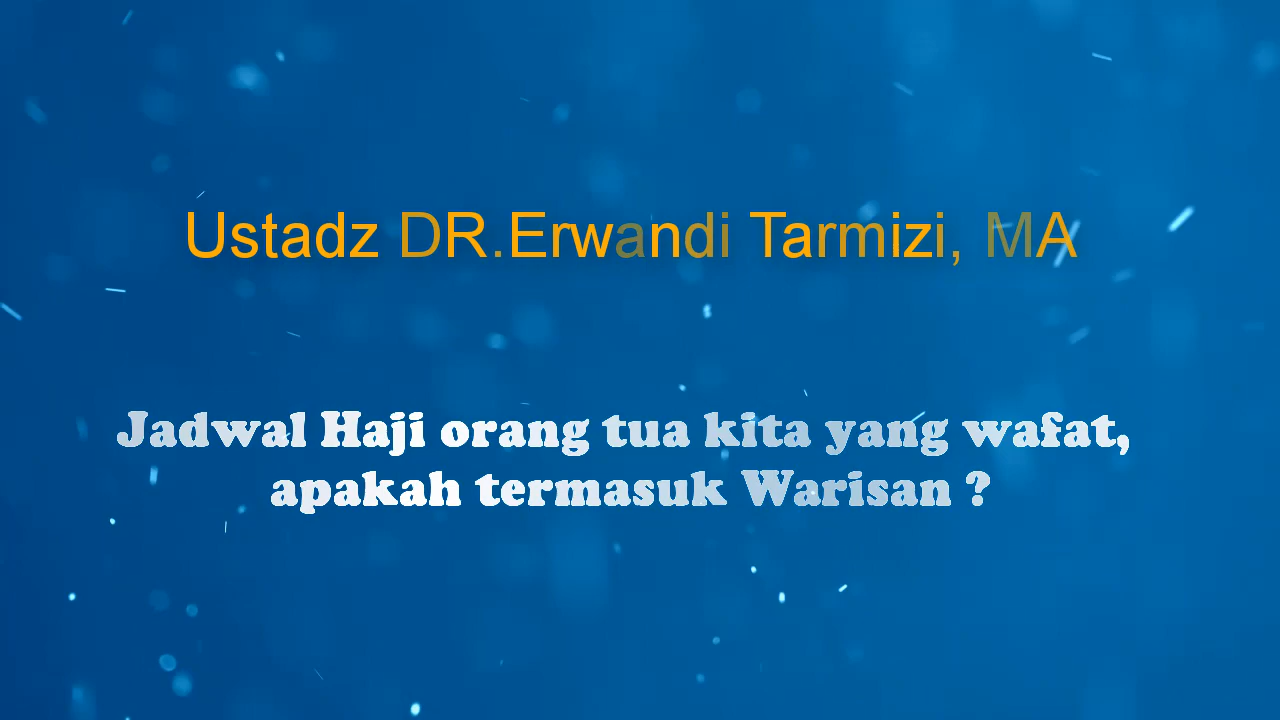 Ustadz DR.Erwandi Tarmizi, MA
Jadwal Haji orang tua kita yang wafat,
apakah termasuk Warisan ?